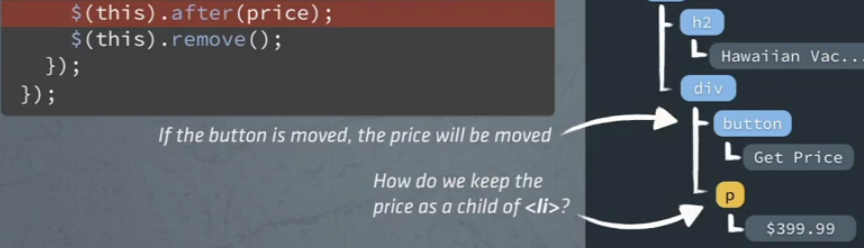 $(this).after(price);
$(this).remove();
});
});
If the button is moved, the price will be moved
How do we keep the
price as a child of <li>?
h2
Hawaiian Vac...
div
button
Get Price
p
$399.99